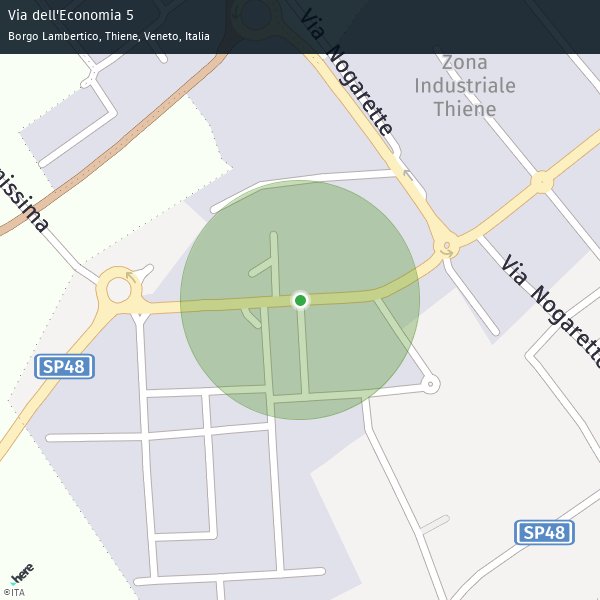 Via dell'Economia 5
Borgo Lambertico, Thiene, Veneto, Italia
Via Nogarette
Zona
Industriale
Thiene
Via Nogarette
SP48
SP48
here
©ITA